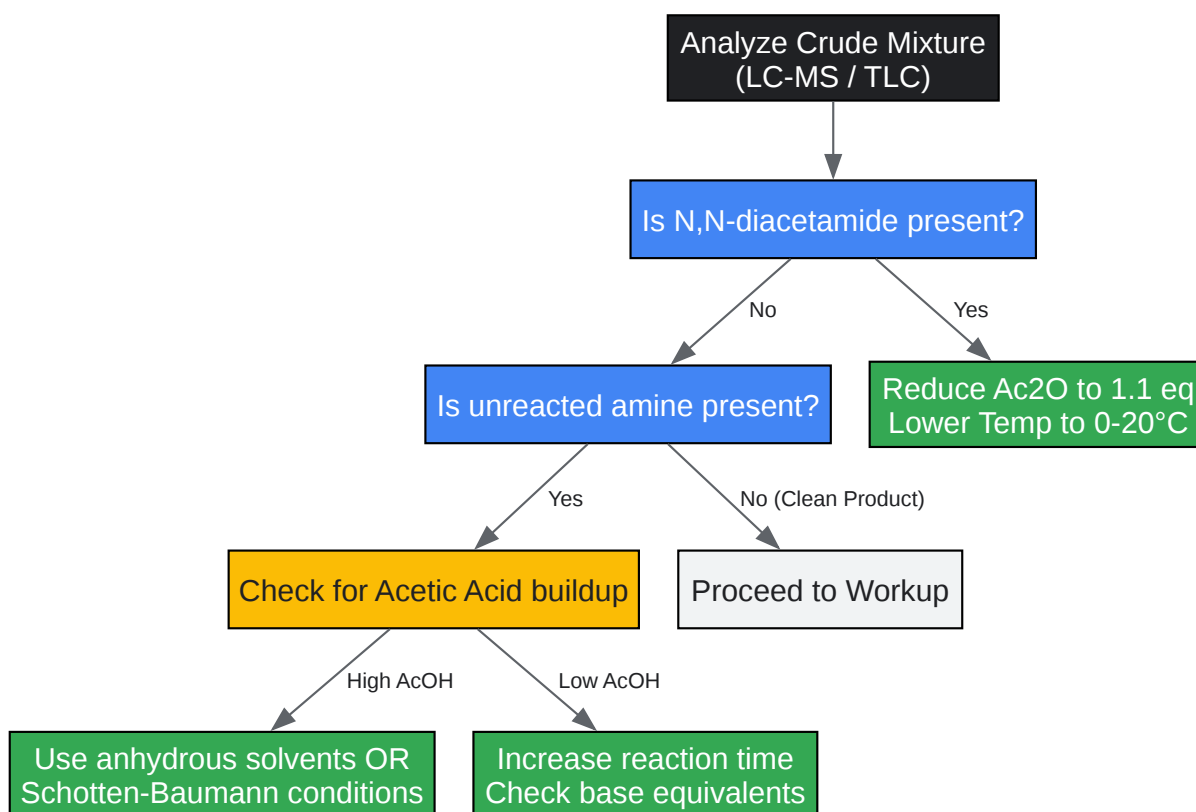 Analyze Crude Mixture
(LC-MS / TLC)
Is N,N-diacetamide present?
No
Yes
Is unreacted amine present?
Reduce Ac2O to 1.1 eq
Lower Temp to 0-20°C
Yes
No (Clean Product)
Check for Acetic Acid buildup
Proceed to Workup
High AcOH
Low AcOH
Use anhydrous solvents OR
Schotten-Baumann conditions
Increase reaction time
Check base equivalents